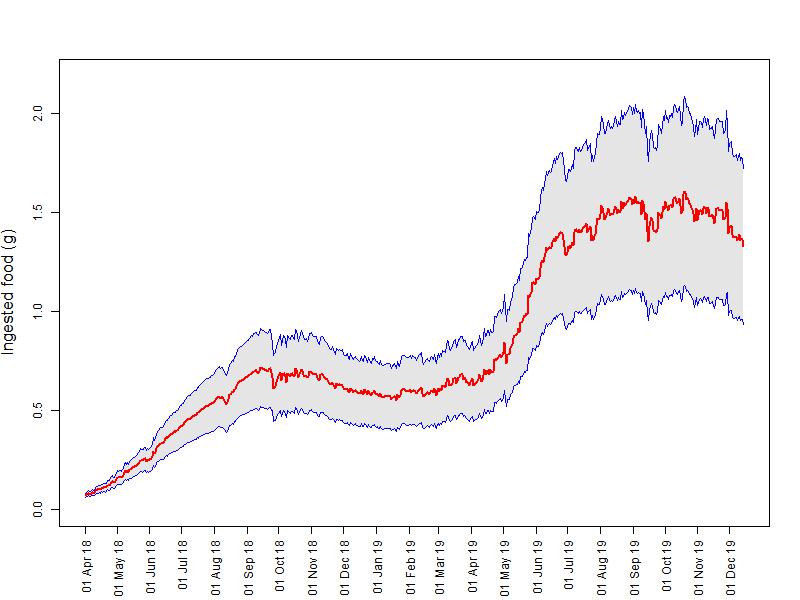 Ingested food (g)
2.0
1.5
1.0
0.5
0.0
01 Apr 18
01 May 18
01 Jun 18
01 Jul 18
01 Aug 18
01 Sep 18
01 Oct 18
01 Nov 18
01 Dec 18
01 Jan 19
01 Feb 19
01 Mar 19
01 Apr 19
01 May 19
01 Jun 19
01 Jul 19
01 Aug 19
01 Sep 19
01 Oct 19
01 Nov 19
01 Dec 19